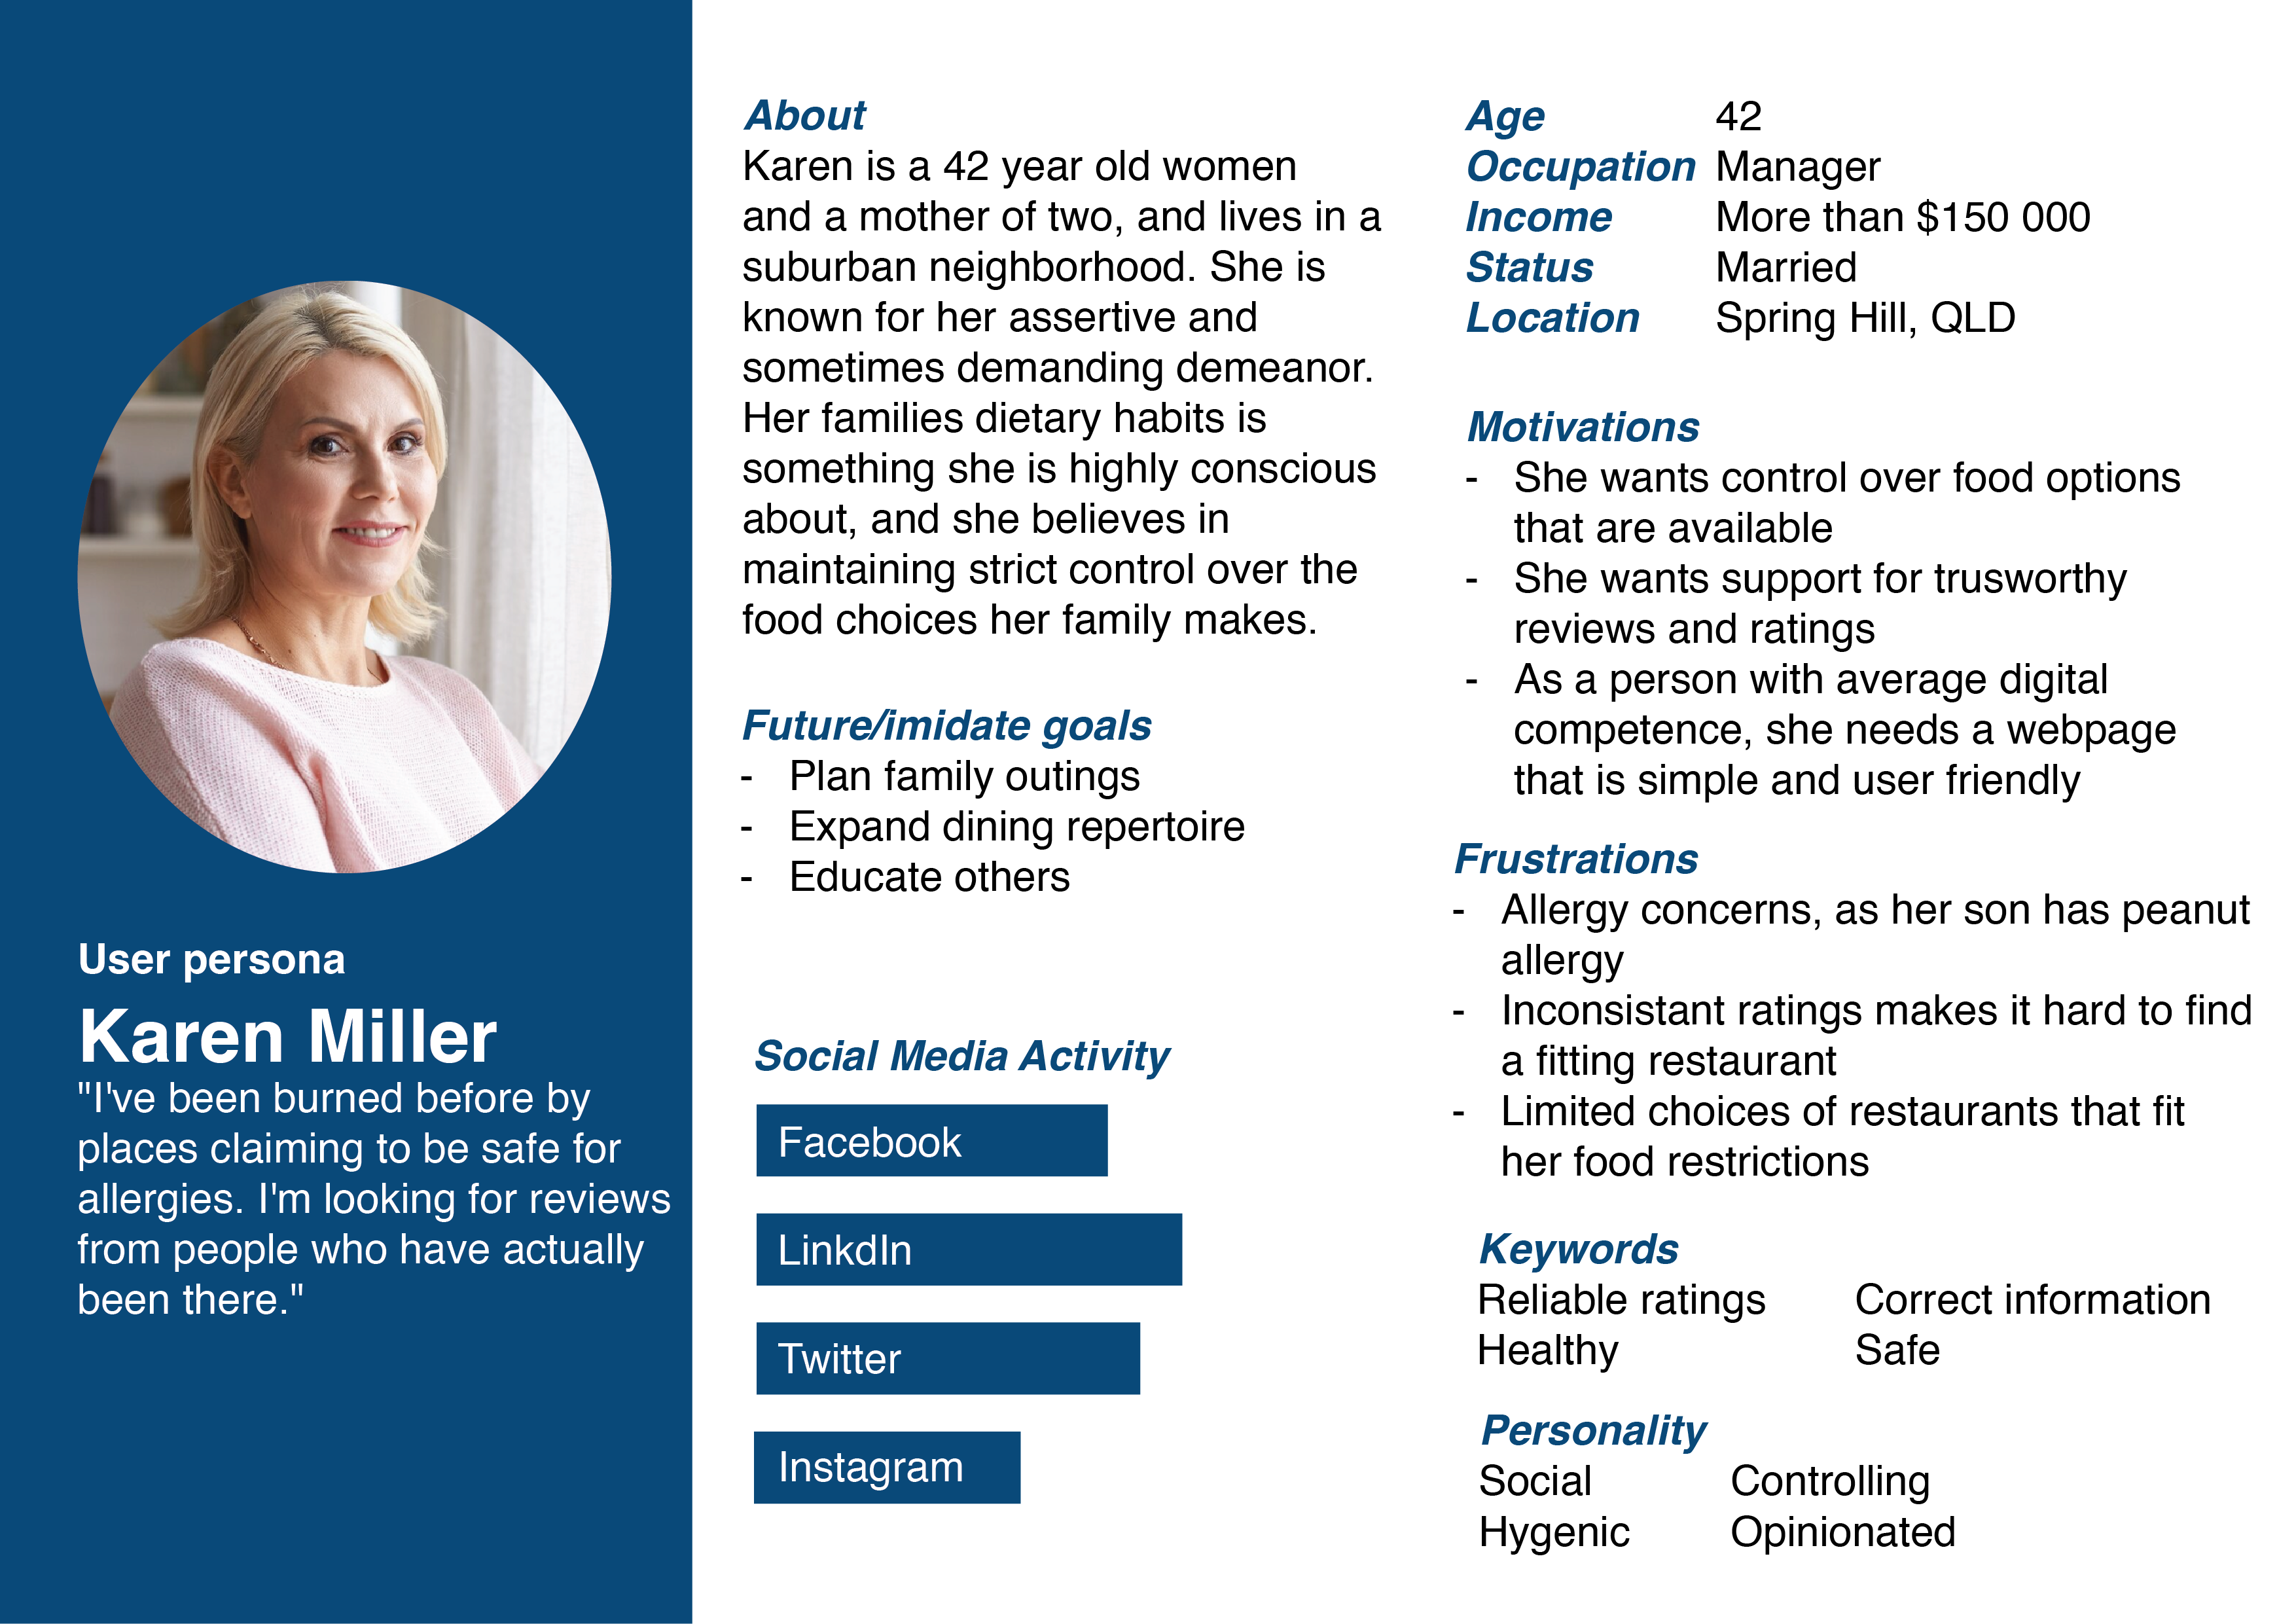 User persona
Karen Miller
"I've been burned before by
places claiming to be safe for
allergies. I'm looking for reviews
from people who have actually
been there."
About
Karen is a 42 year old women
and a mother of two, and lives in a
suburban neighborhood. She is
known for her assertive and
sometimes demanding demeanor.
Her families dietary habits is
something she is highly conscious
about, and she believes in
maintaining strict control over the
food choices her family makes.
Future/imidate goals
- Plan family outings
- Expand dining repertoire
- Educate others
Social Media Activity
Facebook
LinkdIn
Twitter
Instagram
Age 42
Occupation Manager
Income More than $150 000
Status Married
Location Spring Hill, QLD
Motivations
- She wants control over food options
that are available
- She wants support for trusworthy
reviews and ratings
- As a person with average digital
competence, she needs a webpage
that is simple and user friendly
Frustrations
- Allergy concerns, as her son has peanut
allergy
- Inconsistant ratings makes it hard to find
a fitting restaurant
- Limited choices of restaurants that fit
her food restrictions
Keywords
Reliable ratings Correct information
Healthy Safe
Personality
Social Controlling
Hygenic Opinionated